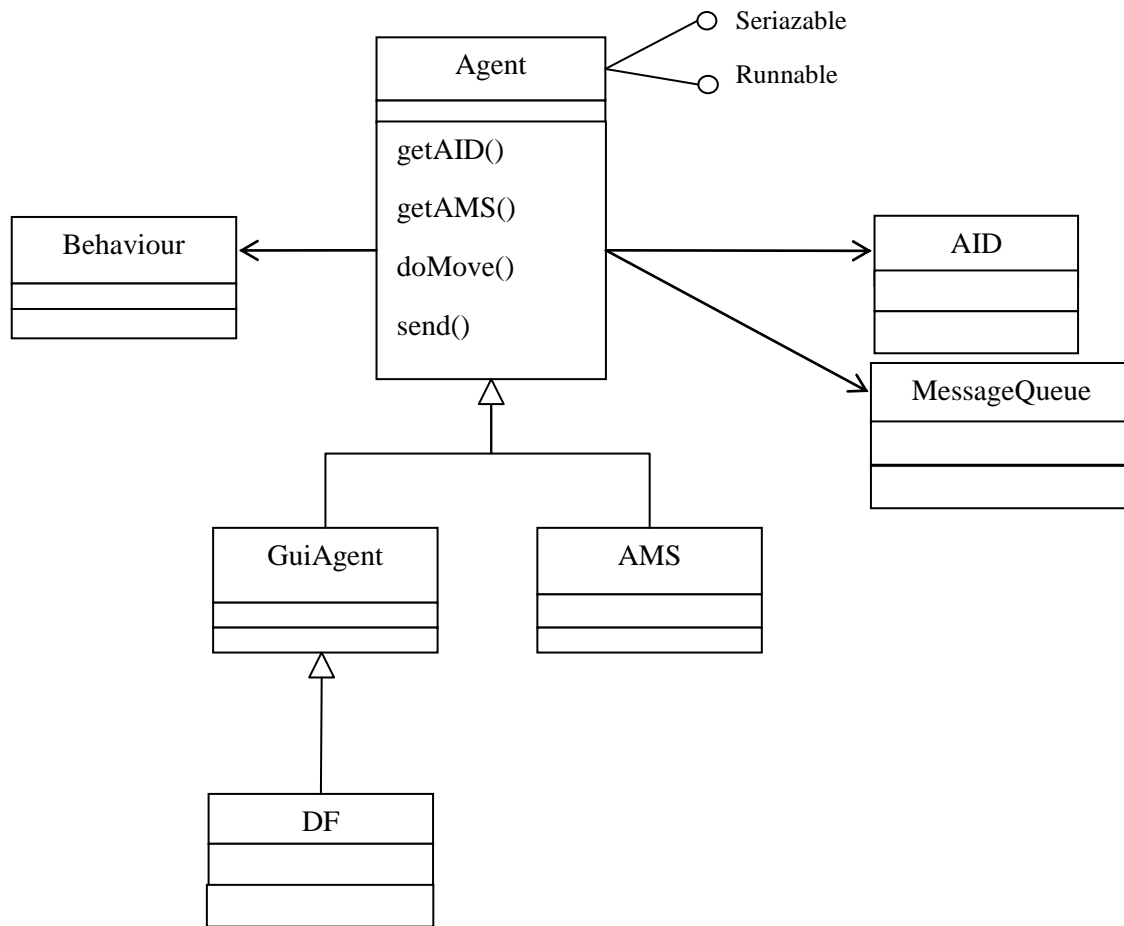 Seriazable
Agent
Runnable
getAID()
getAMS()
Behaviour
AID
doMove()
send()
MessageQueue
GuiAgent
AMS
DF